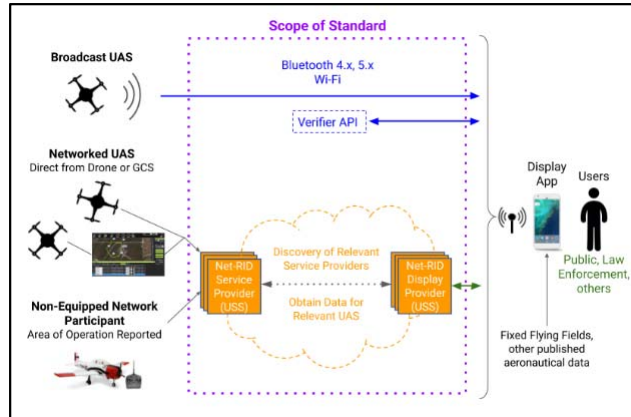 Scope of Standard
Broadcast UAS
Bluetooth 4.x, 5.x
Wi-Fi
Verifier API
Networked UAS
Direct from Drone or GCS
Display
App
Users
Discovery of Relevant
Service Providers
Net-RID
Service
Provider
(USS)
Net-RID
Display
Provider
(USS)
Obtain Data for
Relevant UAS
Public, Law
Enforcement,
others
Non-Equipped Network
Participant
Area of Operation Reported
Fixed Flying Fields,
other published
aeronautical data